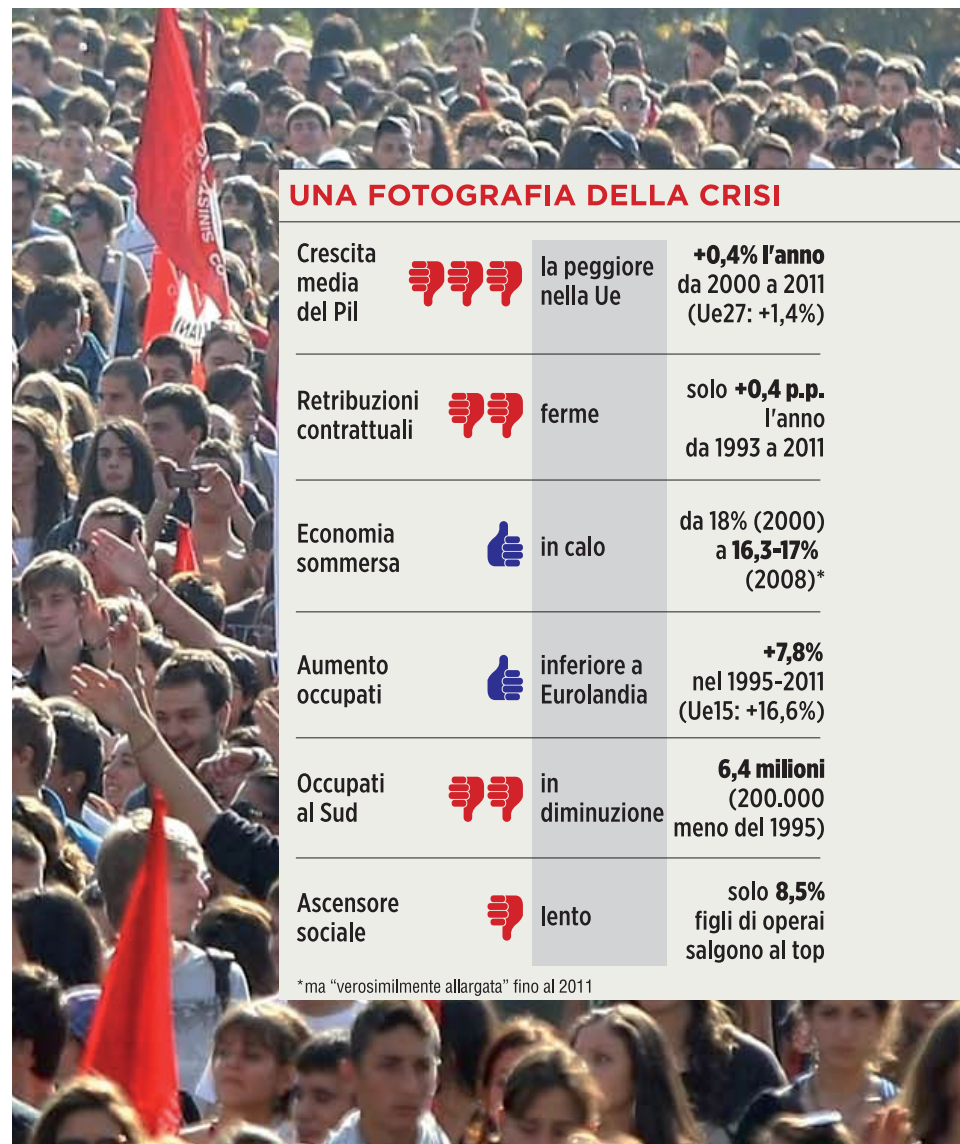 UNA FOTOGRAFIA DELLA CRISI
Crescita
media
del Pil
la peggiore
nella Ue
+0,4% l'anno
da 2000 a 2011
(Ue27: +1,4%)
Retribuzioni
contrattuali
ferme
solo +0,4 p.p.
l'anno
da 1993 a 2011
Economia
sommersa
in calo
da 18% (2000)
a 16,3-17%
(2008)*
Aumento
occupati
inferiore a
Eurolandia
+7,8%
nel 1995-2011
(Ue15: +16,6%)
Occupati
al Sud
in
diminuzione
6,4 milioni
(200.000
meno del 1995)
Ascensore
sociale
lento
solo 8,5%
figli di operai
salgono al top
*ma "verosimilmente allargata" fino al 2011